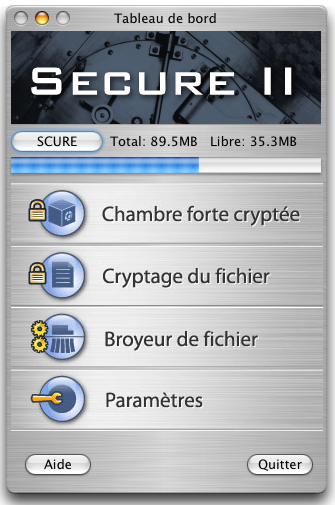 Tableau de bord
SECURE II
SCURE Total: 89.5MB Libre: 35.3MB
Chambre forte cryptée
Cryptage du fichier
Broyeur de fichier
Paramètres
Aide Quitter